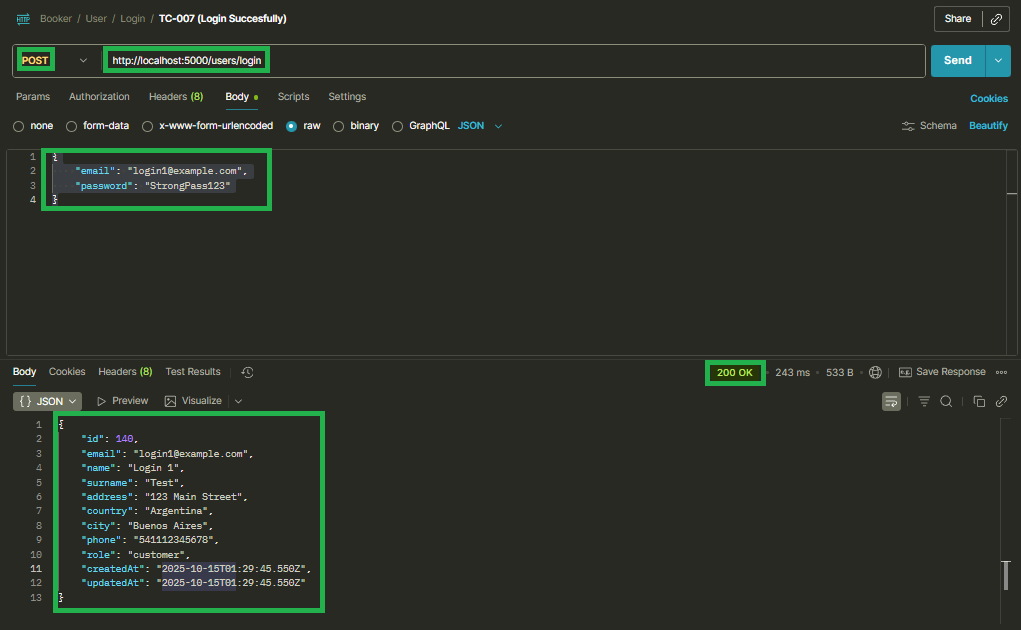 HTTP Booker / User / Login / TC-007 (Login Succesfully) Share
POST http://localhost:5000/users/login Send
Params Authorization Headers (8) Body Scripts Settings Cookies
none form-data x-www-form-urlencoded raw binary GraphQL JSON Schema Beautify
1 {
2 "email": "login1@example.com",
3 "password": "StrongPass123"
4 }
Body Cookies Headers (8) Test Results 200 OK • 243 ms • 533 B • Save Response
{} JSON Preview Visualize
1 {
2 "id": 140,
3 "email": "login1@example.com",
4 "name": "Login 1",
5 "surname": "Test",
6 "address": "123 Main Street",
7 "country": "Argentina",
8 "city": "Buenos Aires",
9 "phone": "541112345678",
10 "role": "customer",
11 "createdAt": "2025-10-15T01:29:45.550Z",
12 "updatedAt": "2025-10-15T01:29:45.550Z"
13 }